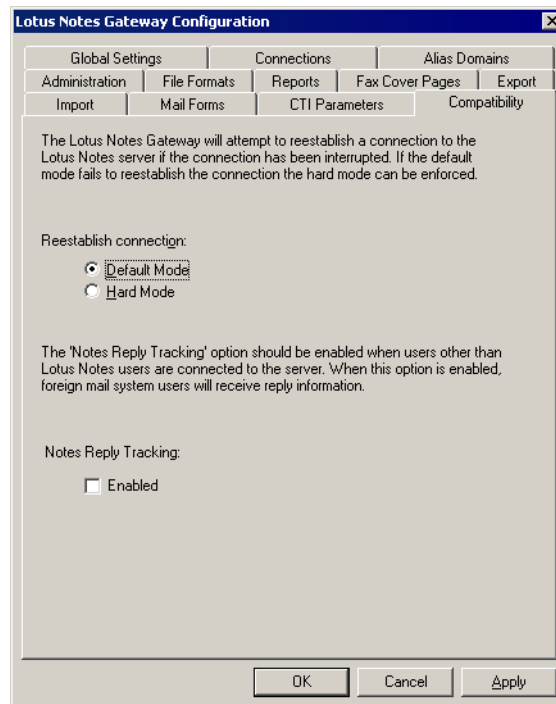 Lotus Notes Gateway Configuration
Global Settings Connections Alias Domains
Administration File Formats Reports Fax Cover Pages Export
Import Mail Forms CTI Parameters Compatibility
The Lotus Notes Gateway will attempt to reestablish a connection to the
Lotus Notes server if the connection has been interrupted. If the default
mode fails to reestablish the connection the hard mode can be enforced.
Reestablish connection:
Default Mode
Hard Mode
The 'Notes Reply Tracking' option should be enabled when users other than
Lotus Notes users are connected to the server. When this option is enabled,
foreign mail system users will receive reply information.
Notes Reply Tracking:
Enabled
OK Cancel Apply